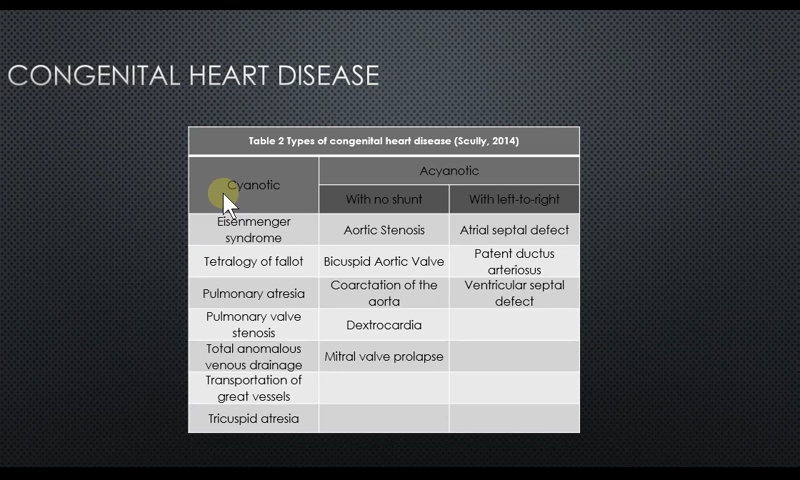 CONGENITAL HEART DISEASE
Table 2 Types of congenital heart disease (Scully, 2014)
Cyanotic
Acyanotic
With no shunt
With left-to-right
Eisenmenger
syndrome
Aortic Stenosis
Atrial septal defect
Tetralogy of fallot
Bicuspid Aortic Valve
Patent ductus
arteriosus
Pulmonary atresia
Coarctation of the
aorta
Ventricular septal
defect
Pulmonary valve
stenosis
Dextrocardia
Total anomalous
venous drainage
Mitral valve prolapse
Transportation of
great vessels
Tricuspid atresia